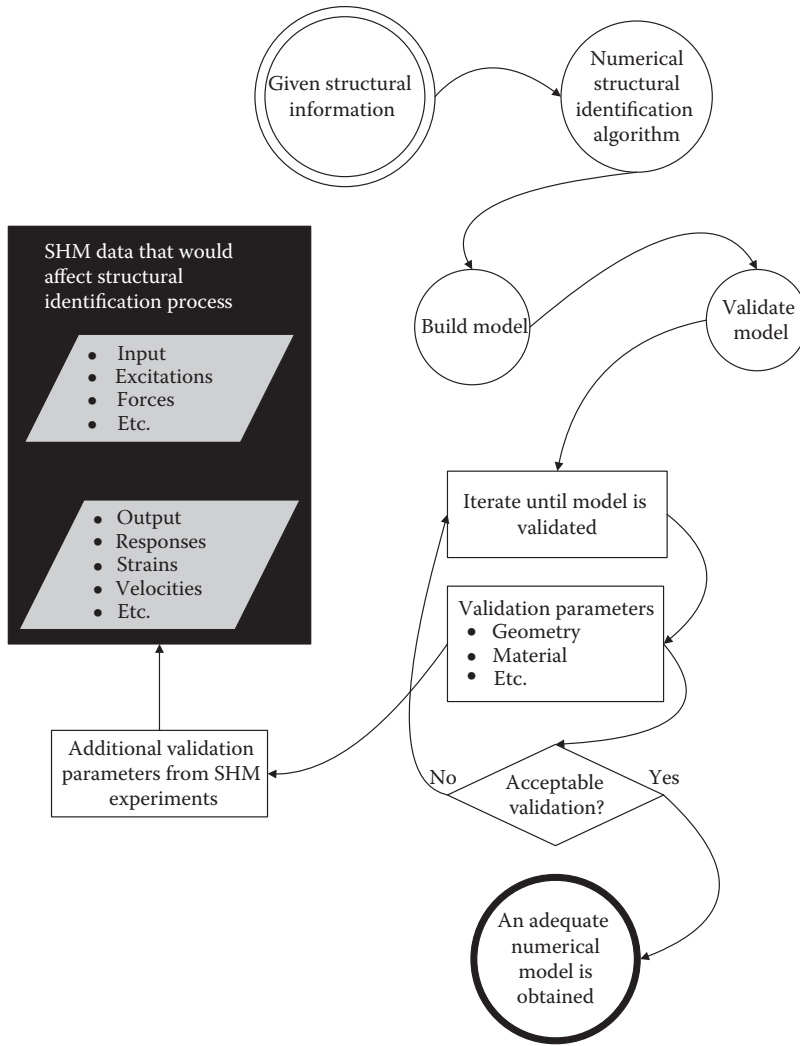 Given structural
information
Numerical
structural
identification
algorithm
SHM data that would
affect structural
identification process
• Input
• Excitations
• Forces
• Etc.
• Output
• Responses
• Strains
• Velocities
• Etc.
Build model
Validate
model
Iterate until model is
validated
Validation parameters
• Geometry
• Material
• Etc.
Additional validation
parameters from SHM
experiments
No
Acceptable
validation?
Yes
An adequate
numerical
model is
obtained